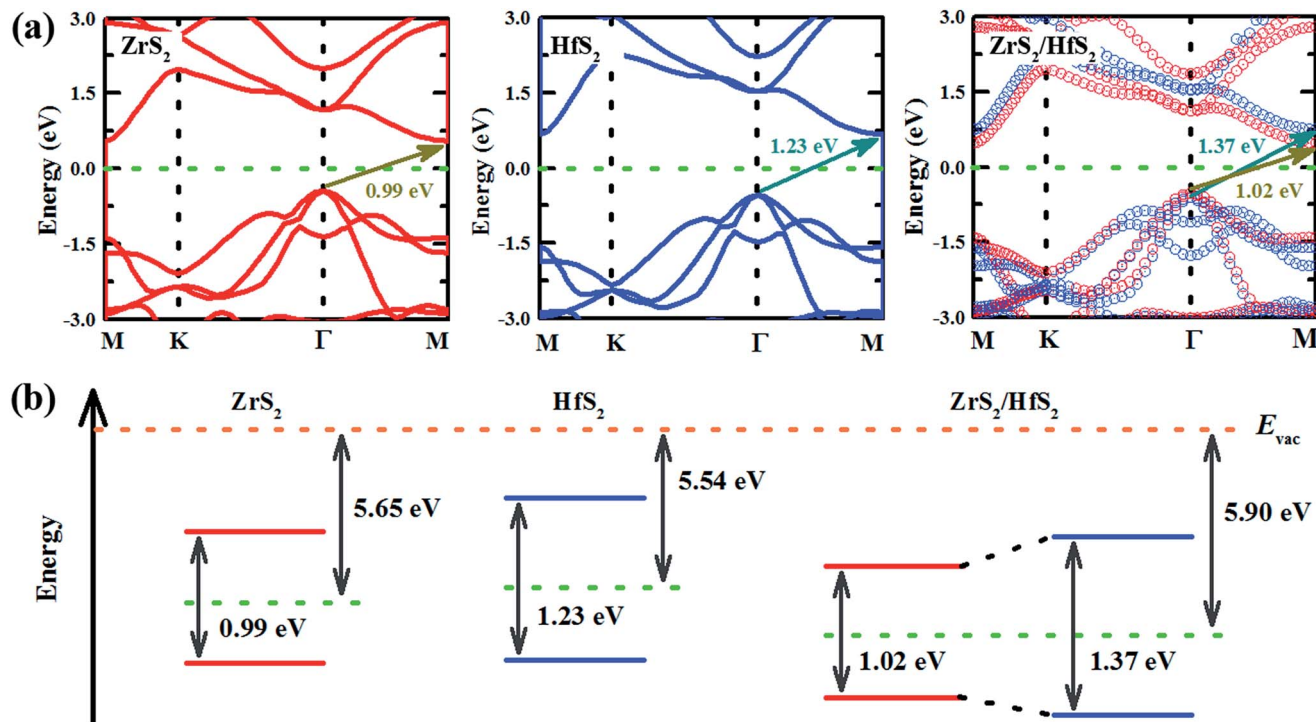 (a)
ZrS2
3.0
1.5
0.0
-1.5
-3.0
Energy (eV)
0.99 eV
M K Γ M
HfS2
3.0
1.5
0.0
-1.5
-3.0
Energy (eV)
1.23 eV
M K Γ M
ZrS2/HfS2
3.0
1.5
0.0
-1.5
-3.0
Energy (eV)
1.37 eV
1.02 eV
M K Γ M
(b)
ZrS2 HfS2 ZrS2/HfS2
Evac
Energy
5.65 eV
0.99 eV
5.54 eV
1.23 eV
5.90 eV
1.02 eV
1.37 eV